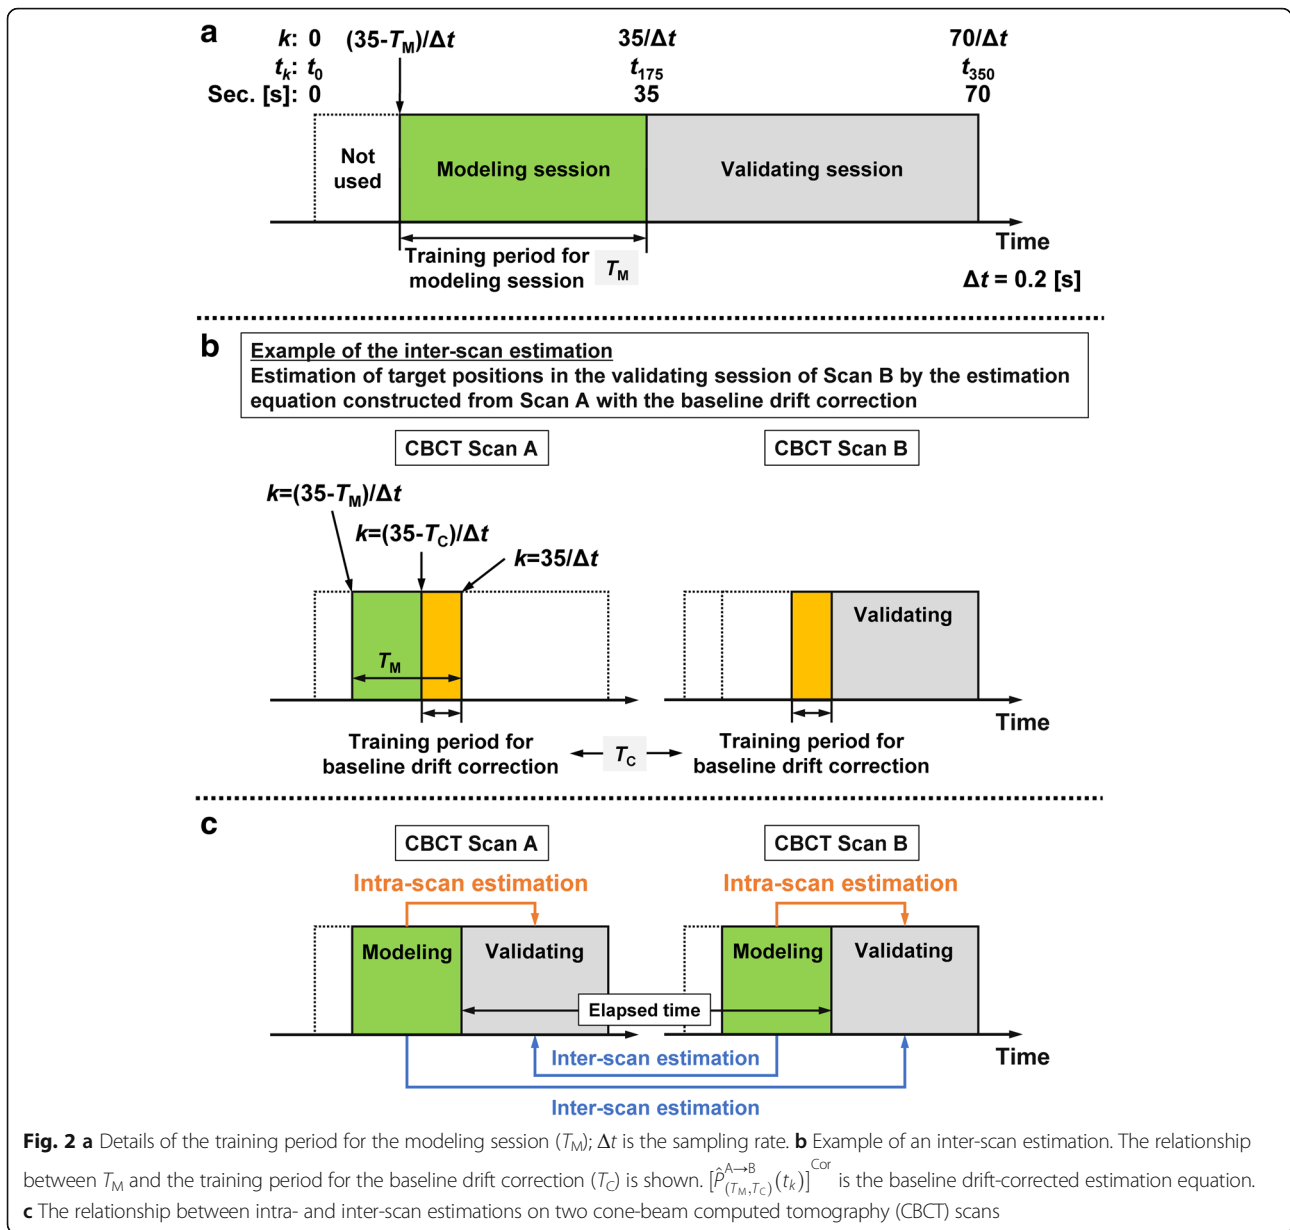 a
k: 0 (35-TM)/Δt 35/Δt 70/Δt
tk: t0 t175 t350
Sec. [s]: 0 35 70
Not
used
Modeling session
Validating session
Time
Training period for
modeling session
TM
Δt = 0.2 [s]
b
Example of the inter-scan estimation
Estimation of target positions in the validating session of Scan B by the estimation
equation constructed from Scan A with the baseline drift correction
CBCT Scan A
CBCT Scan B
k=(35-TM)/Δt
k=(35-TC)/Δt
k=35/Δt
TM
Validating
Time
Training period for
baseline drift correction
TC
Training period for
baseline drift correction
c
CBCT Scan A
CBCT Scan B
Intra-scan estimation
Intra-scan estimation
Modeling
Validating
Modeling
Validating
Elapsed time
Time
Inter-scan estimation
Inter-scan estimation
Fig. 2 a Details of the training period for the modeling session (TM); Δt is the sampling rate. b Example of an inter-scan estimation. The relationship
between TM and the training period for the baseline drift correction (TC) is shown. [P̂(TM,TC)A→B(tk)]Cor is the baseline drift-corrected estimation equation.
c The relationship between intra- and inter-scan estimations on two cone-beam computed tomography (CBCT) scans